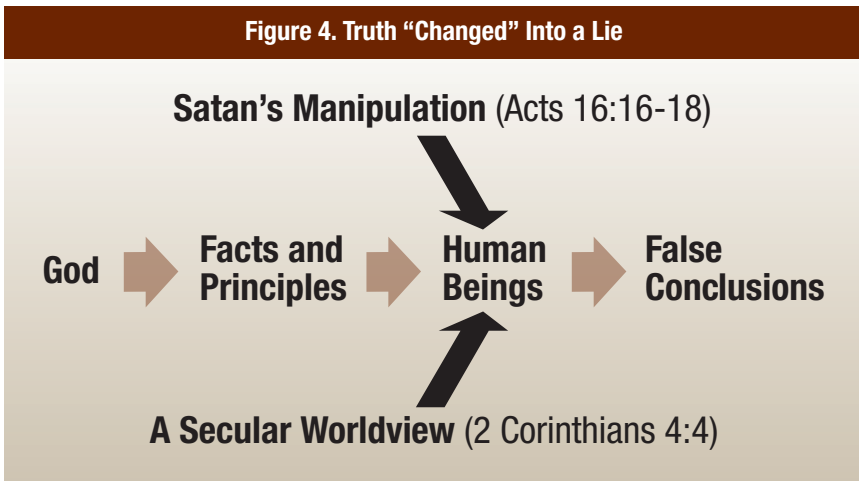 Figure 4. Truth “Changed” Into a Lie
Satan’s Manipulation (Acts 16:16-18)
God
Facts and
Principles
Human
Beings
False
Conclusions
A Secular Worldview (2 Corinthians 4:4)